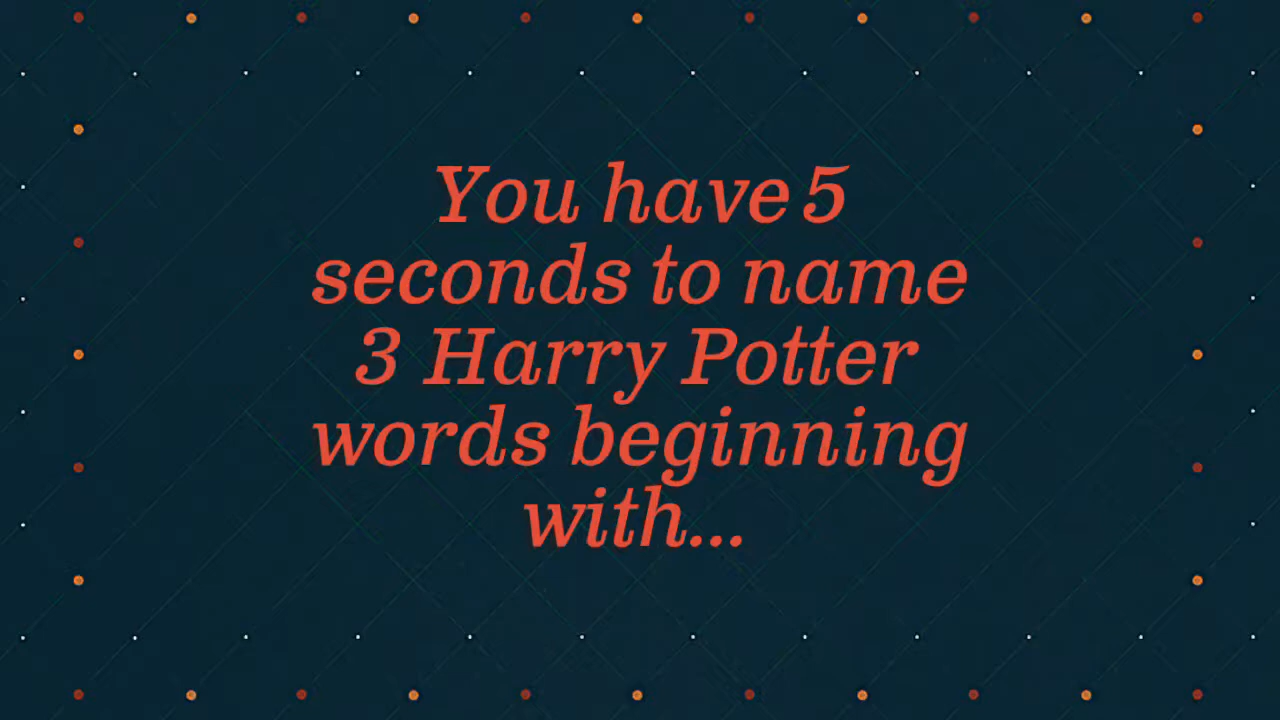 You have 5
seconds to name
3 Harry Potter
words beginning
with...